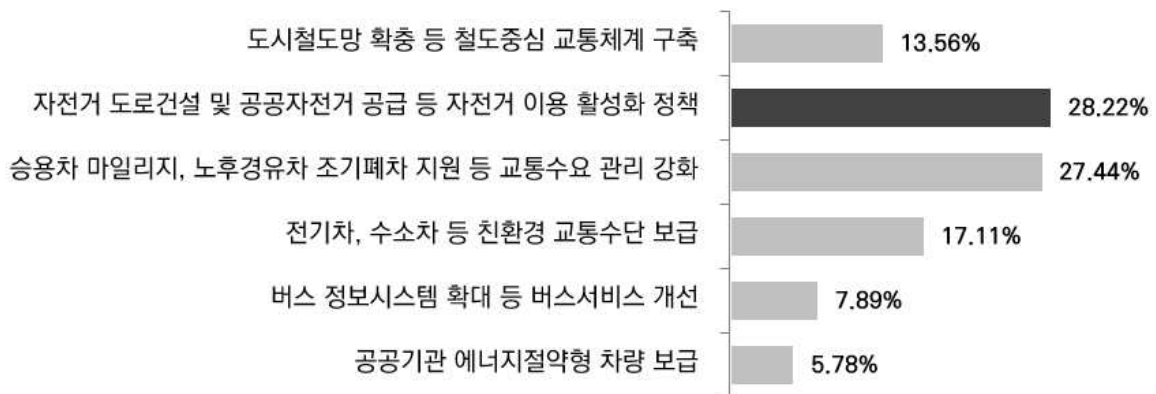 도시철도망 확충 등 철도중심 교통체계 구축 13.56%
자전거 도로건설 및 공공자전거 공급 등 자전거 이용 활성화 정책 28.22%
승용차 마일리지, 노후경유차 조기폐차 지원 등 교통수요 관리 강화 27.44%
전기차, 수소차 등 친환경 교통수단 보급 17.11%
버스 정보시스템 확대 등 버스서비스 개선 7.89%
공공기관 에너지절약형 차량 보급 5.78%